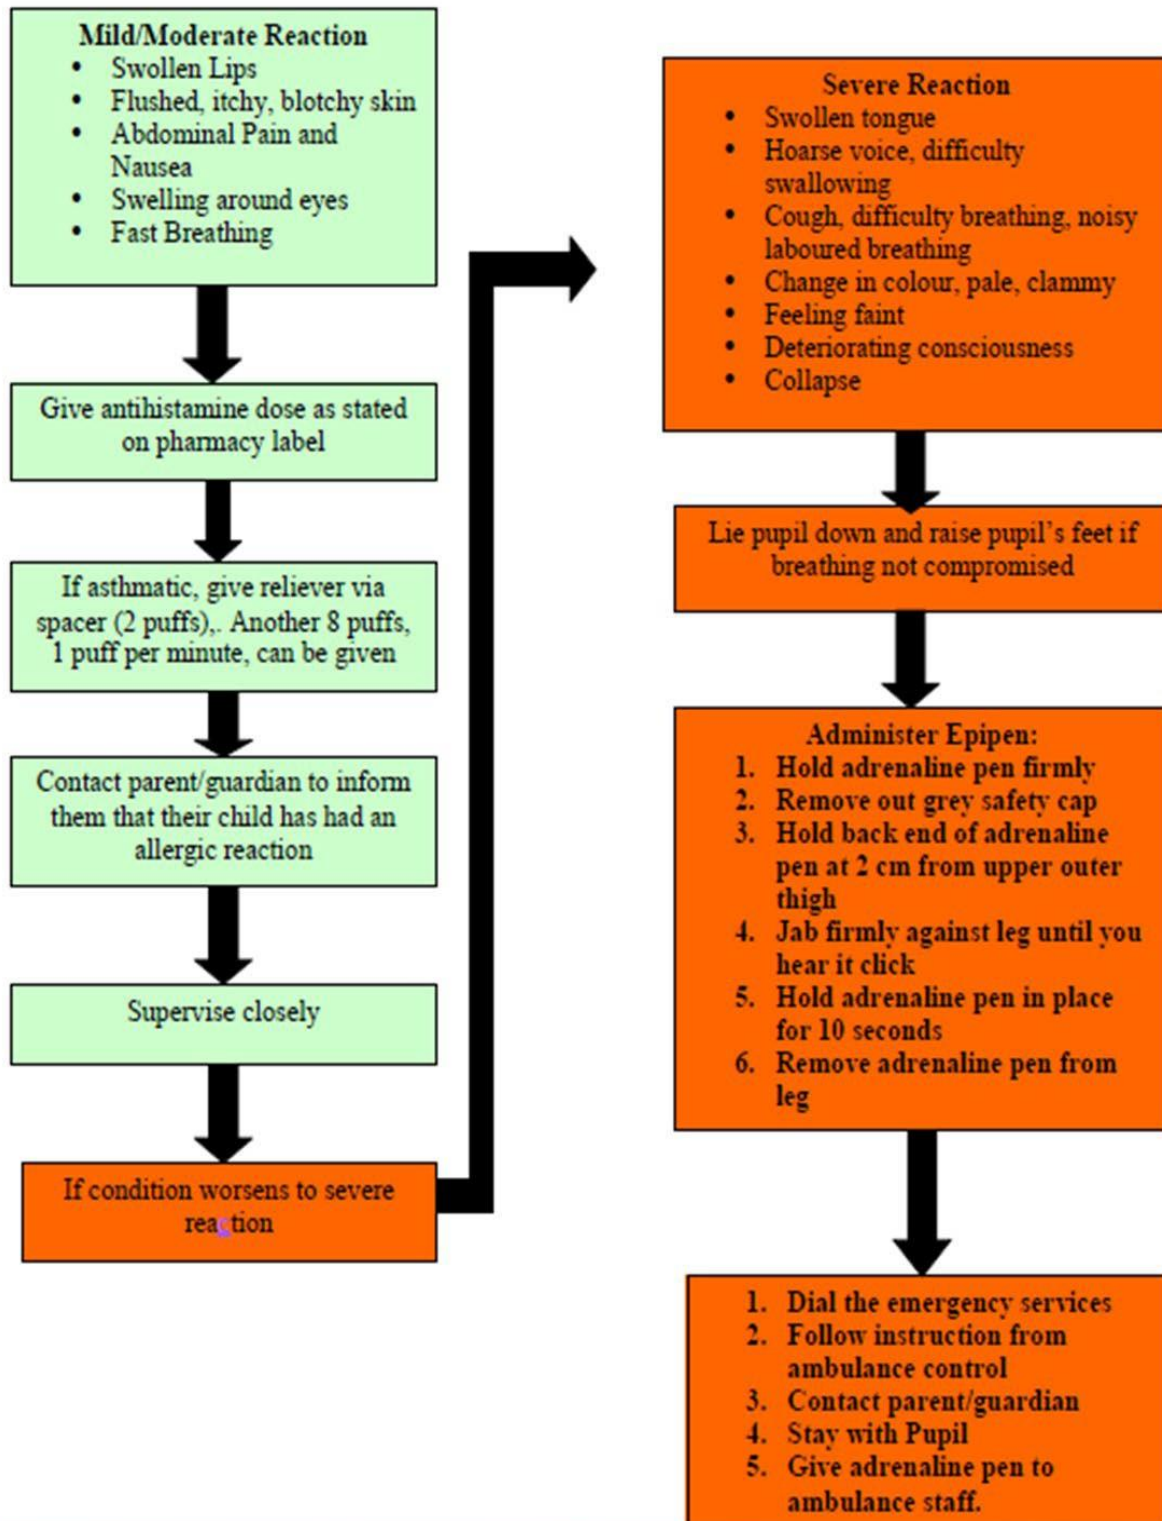 Mild/Moderate Reaction
• Swollen Lips
• Flushed, itchy, blotchy skin
• Abdominal Pain and
Nausea
• Swelling around eyes
• Fast Breathing
Give antihistamine dose as stated
on pharmacy label
If asthmatic, give reliever via
spacer (2 puffs),. Another 8 puffs,
1 puff per minute, can be given
Contact parent/guardian to inform
them that their child has had an
allergic reaction
Supervise closely
If condition worsens to severe
reaction
Severe Reaction
• Swollen tongue
• Hoarse voice, difficulty
swallowing
• Cough, difficulty breathing, noisy
laboured breathing
• Change in colour, pale, clammy
• Feeling faint
• Deteriorating consciousness
• Collapse
Lie pupil down and raise pupil’s feet if
breathing not compromised
Administer Epipen:
1. Hold adrenaline pen firmly
2. Remove out grey safety cap
3. Hold back end of adrenaline
pen at 2 cm from upper outer
thigh
4. Jab firmly against leg until you
hear it click
5. Hold adrenaline pen in place
for 10 seconds
6. Remove adrenaline pen from
leg
1. Dial the emergency services
2. Follow instruction from
ambulance control
3. Contact parent/guardian
4. Stay with Pupil
5. Give adrenaline pen to
ambulance staff.